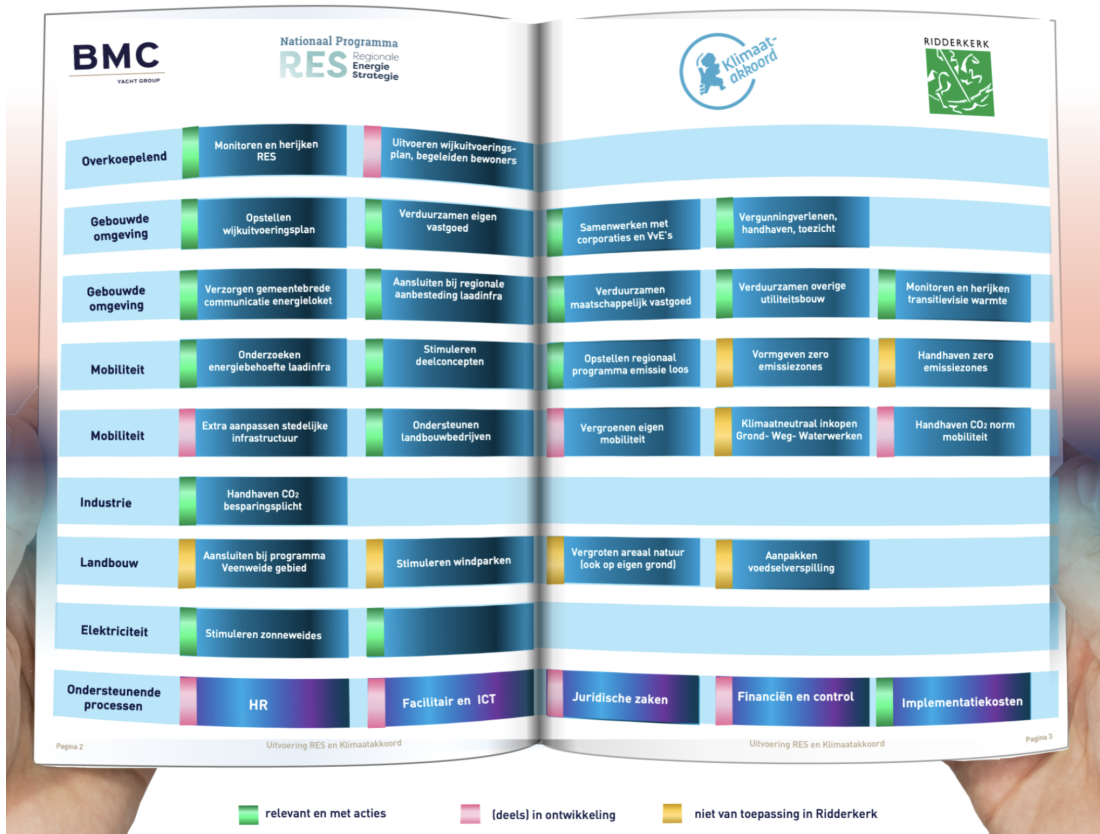 BMC
YACHT GROUP
Nationaal Programma
RES Regionale
Energie
Strategie
Klimaat-
akkoord
RIDDERKERK
Overkoepelend
Monitoren en herijken
RES
Uitvoeren wijkuitvoerings-
plan, begeleiden bewoners
Gebouwde
omgeving
Opstellen
wijkuitvoeringsplan
Verduurzamen eigen
vastgoed
Samenwerken met
corporaties en VvE's
Vergunningverlenen,
handhaven, toezicht
Gebouwde
omgeving
Verzorgen gemeentebrede
communicatie energieloket
Aansluiten bij regionale
aanbesteding laadinfra
Verduurzamen
maatschappelijk vastgoed
Verduurzamen overige
utiliteitsbouw
Monitoren en herijken
transitievisie warmte
Mobiliteit
Onderzoeken
energiebehoefte laadinfra
Stimuleren
deelconcepten
Opstellen regionaal
programma emissie loos
Vormgeven zero
emissiezones
Handhaven zero
emissiezones
Mobiliteit
Extra aanpassen stedelijke
infrastructuur
Ondersteunen
landbouwbedrijven
Vergroenen eigen
mobiliteit
Klimaatneutraal inkopen
Grond- Weg- Waterwerken
Handhaven CO₂ norm
mobiliteit
Industrie
Handhaven CO₂
besparingsplicht
Landbouw
Aansluiten bij programma
Veenweide gebied
Stimuleren windparken
Vergroten areaal natuur
(ook op eigen grond)
Aanpakken
voedselverspilling
Elektriciteit
Stimuleren zonneweides
Ondersteunende
processen
HR
Facilitair en ICT
Juridische zaken
Financiën en control
Implementatiekosten
Pagina 2
Uitvoering RES en Klimaatakkoord
Uitvoering RES en Klimaatakkoord
Pagina 3
relevant en met acties
(deels) in ontwikkeling
niet van toepassing in Ridderkerk